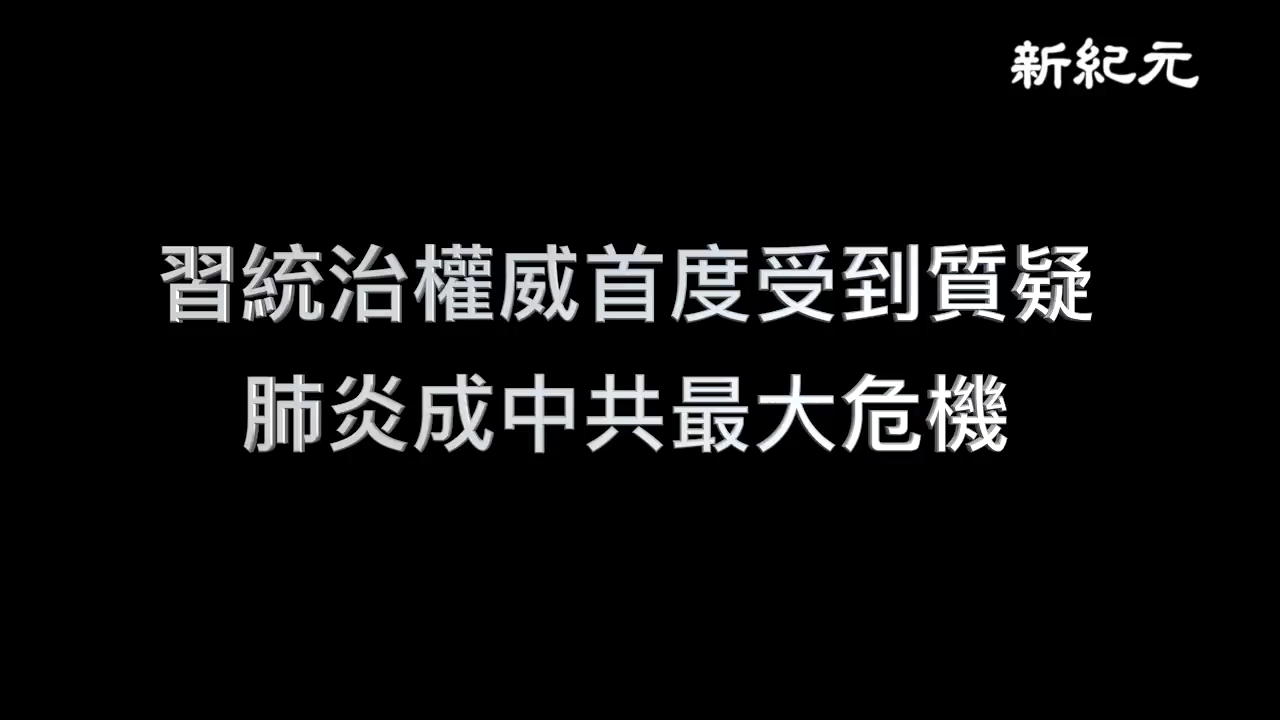 新紀元
習統治權威首度受到質疑
肺炎成中共最大危機